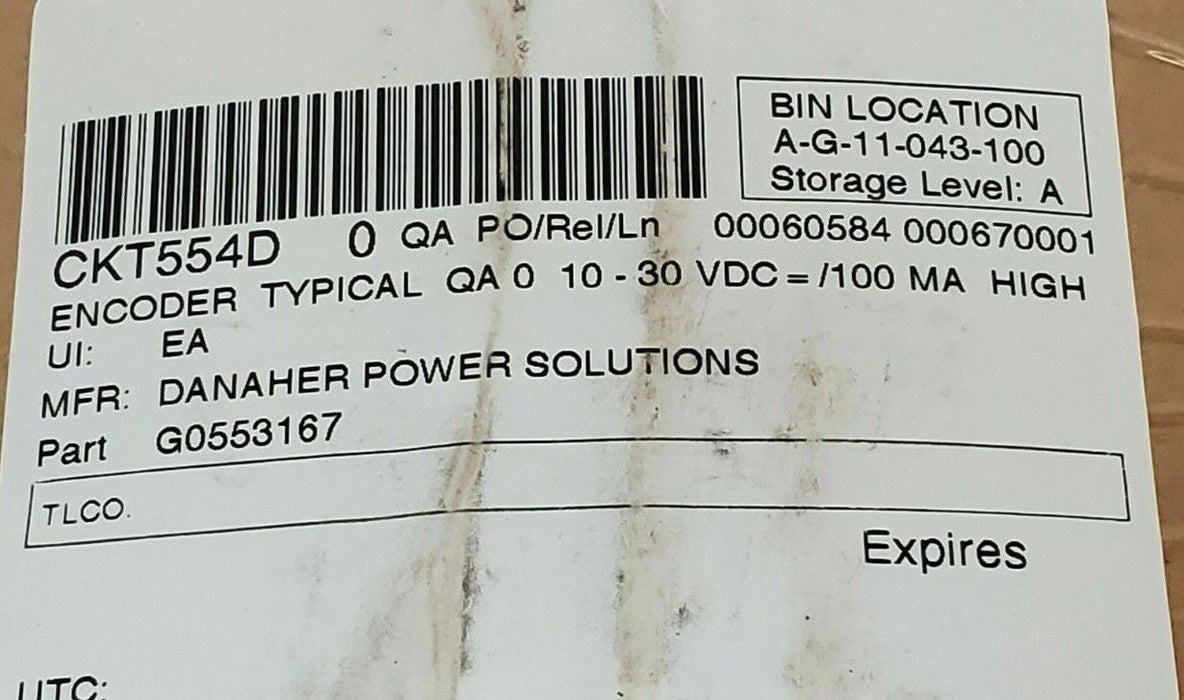 BIN LOCATION
A-G-11-043-100
Storage Level: A
CKT554D 0 QA PO/Rel/Ln 00060584 000670001
ENCODER TYPICAL QA 0 10 - 30 VDC = /100 MA HIGH
UI: EA
MFR: DANAHER POWER SOLUTIONS
Part G0553167
TLCO.
Expires
UTC: